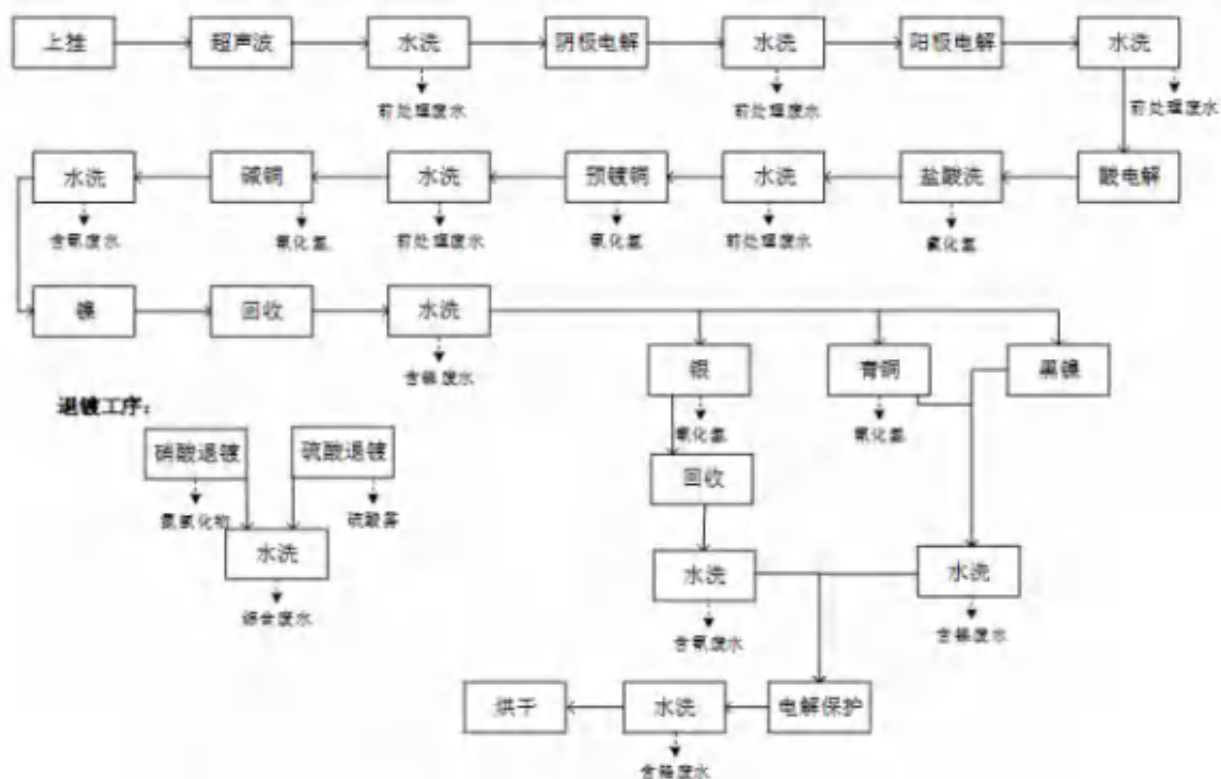 上挂 超声波 水洗 阴极电解 水洗 阳极电解 水洗
前处理废水 前处理废水 前处理废水
水洗 碱铜 水洗 预镀铜 水洗 盐酸洗 酸电解
含氰废水 氰化氢 前处理废水 氰化氢 前处理废水 氯化氢
镍 回收 水洗
银 青铜 黑镍
含镍废水
退镀工序:
氰化氢 氰化氢
硝酸退镀 硫酸退镀
回收
氮氧化物 硫酸雾
水洗
水洗 水洗
综合废水
含氰废水 含镍废水
烘干 水洗 电解保护
含铬废水